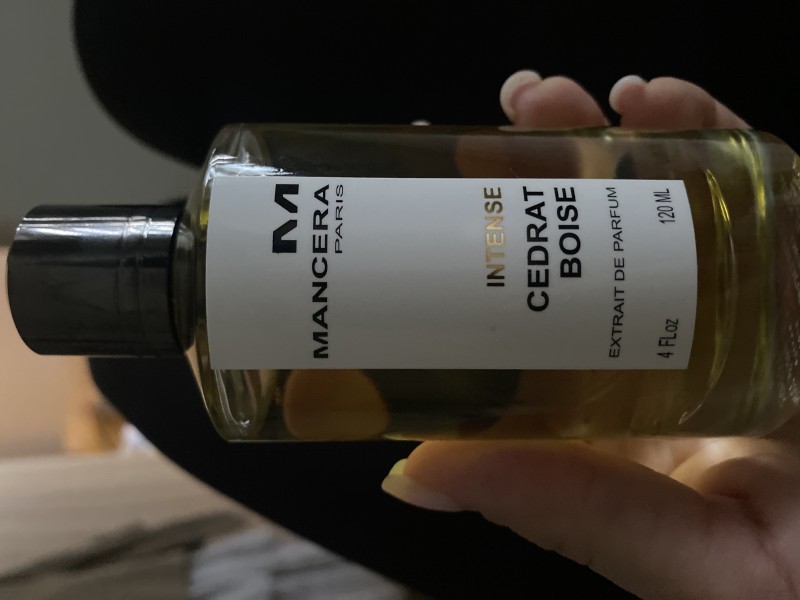 M
MANCERA
PARIS
INTENSE
CEDRAT
BOISE
EXTRAIT DE PARFUM
4 FL.oz 120 ML